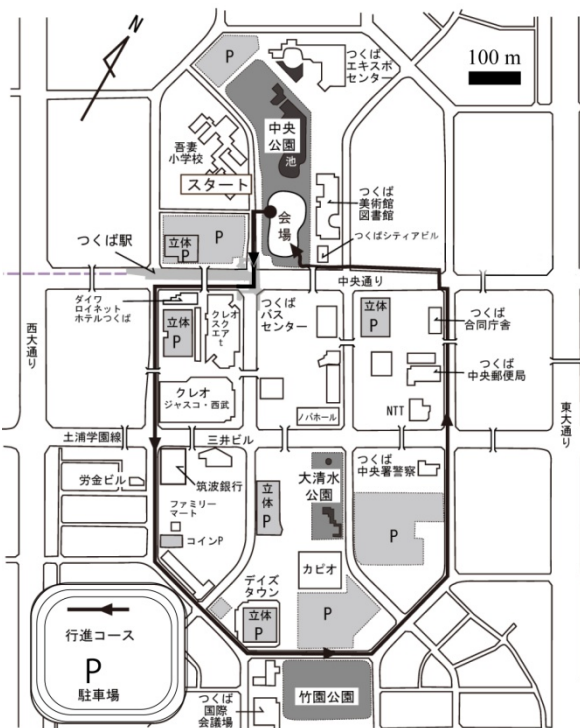 N
100 m
P
つくば
エキスポ
センター
中央
公園
池
吾妻
小学校
スタート
会
場
つくば
美術館
図書館
つくばシティアビル
つくば駅
立体
P
P
中央通り
ダイワ
ロイネット
ホテルつくば
立体
P
クレオ
スク
エア
t
つくば
バス
センター
立体
P
つくば
合同庁舎
西大通り
つくば
中央郵便局
クレオ
ジャスコ・西武
ノバホール
NTT
東大通り
土浦学園線
三井ビル
労金ビル
筑波銀行
ファミリー
マート
コインP
立体
P
大清水
公園
つくば
中央署警察
P
カピオ
デイズ
タウン
立体
P
P
行進コース
P
駐車場
つくば
国際
会議場
竹園公園